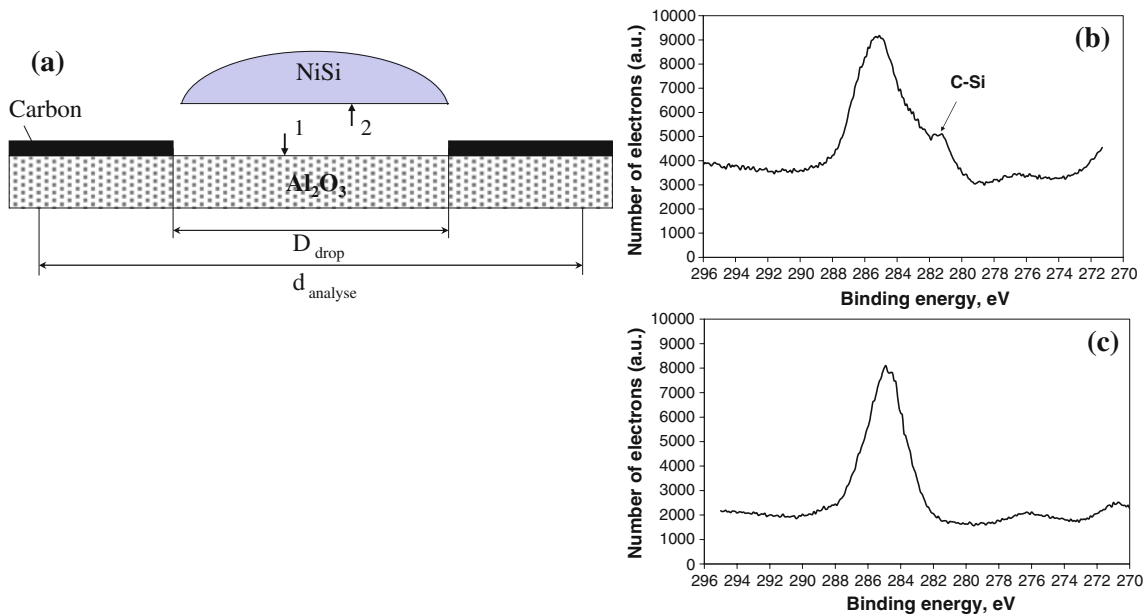 (a)
NiSi
Carbon
1
2
Al2O3
D drop
d analyse
(b)
C-Si
Number of electrons (a.u.)
10000
9000
8000
7000
6000
5000
4000
3000
2000
1000
0
296 294 292 290 288 286 284 282 280 278 276 274 272 270
Binding energy, eV
(c)
Number of electrons (a.u.)
10000
9000
8000
7000
6000
5000
4000
3000
2000
1000
0
296 294 292 290 288 286 284 282 280 278 276 274 272 270
Binding energy, eV